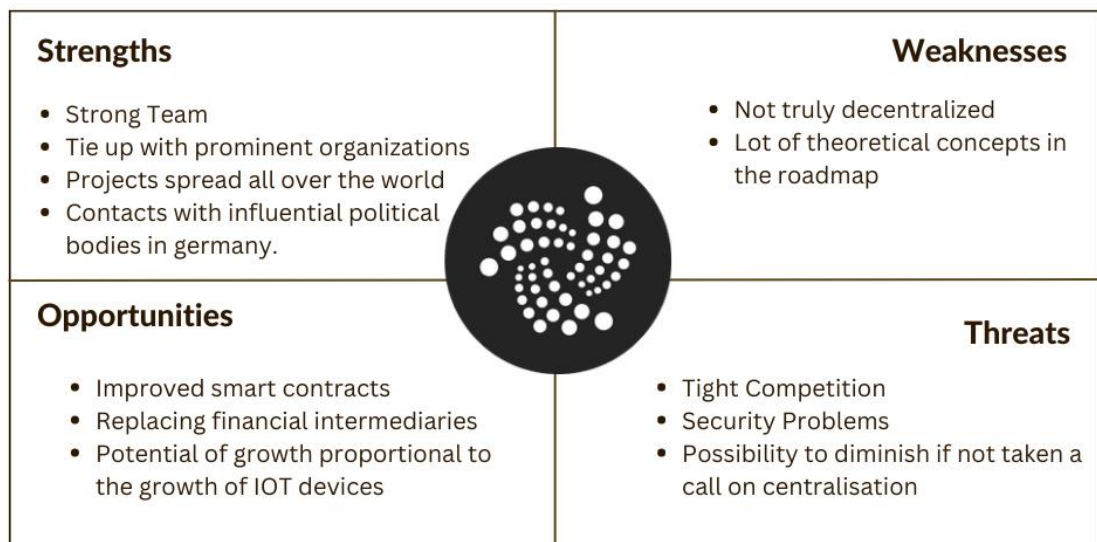 Strengths
• Strong Team
• Tie up with prominent organizations
• Projects spread all over the world
• Contacts with influential political
bodies in germany.
Weaknesses
• Not truly decentralized
• Lot of theoretical concepts in
the roadmap
Opportunities
• Improved smart contracts
• Replacing financial intermediaries
• Potential of growth proportional to
the growth of IOT devices
Threats
• Tight Competition
• Security Problems
• Possibility to diminish if not taken a
call on centralisation